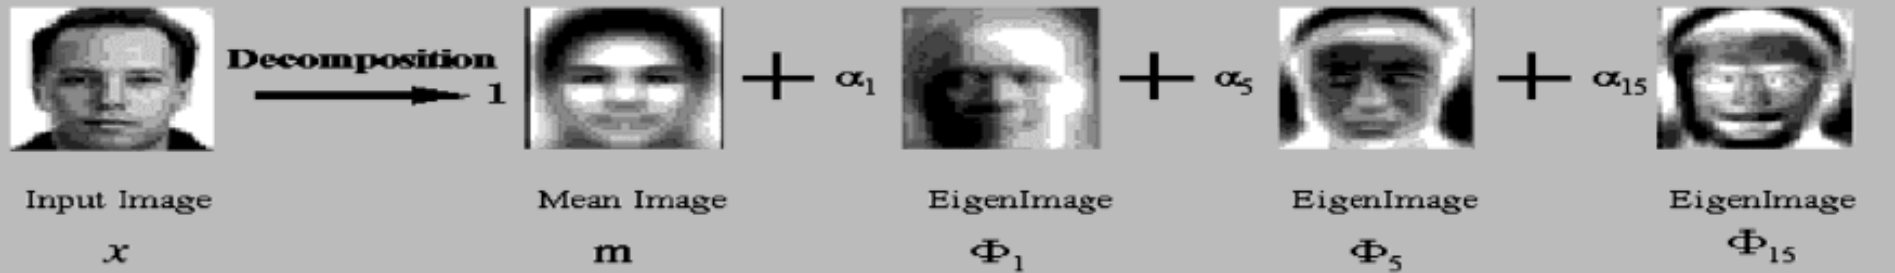 Decomposition
1 + α₁ + α₅ + α₁₅
Input Image Mean Image EigenImage EigenImage EigenImage
x m Φ₁ Φ₅ Φ₁₅